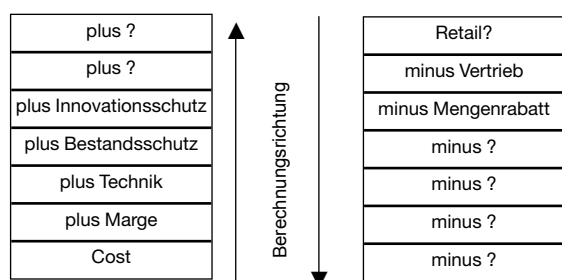 plus ?
plus ?
plus Innovationsschutz
plus Bestandsschutz
plus Technik
plus Marge
Cost
Berechnungsrichtung
Retail?
minus Vertrieb
minus Mengenrabatt
minus ?
minus ?
minus ?
minus ?